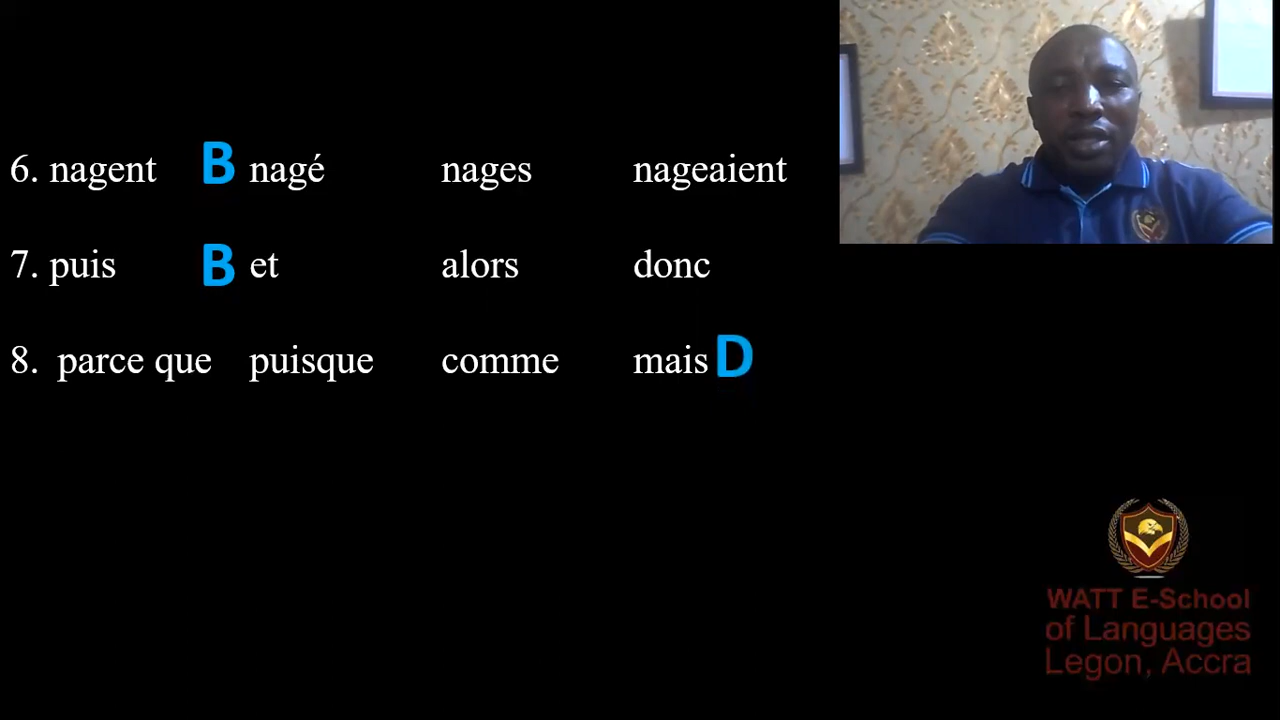 6. nagent B nagé nages nageaient
7. puis B et alors donc
8. parce que puisque comme mais D
WATT E-School
of Languages
Legon, Accra